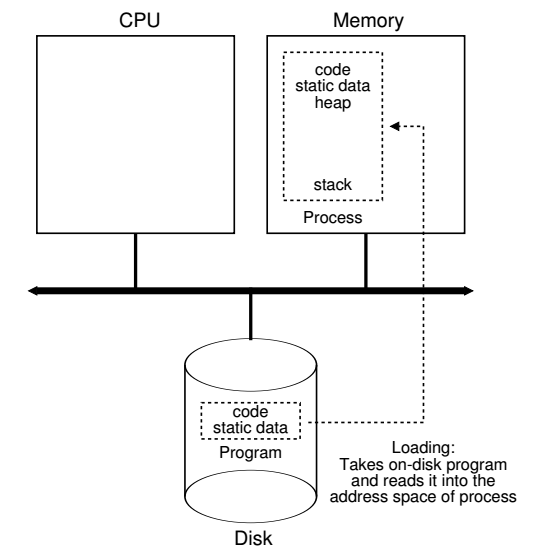 CPU
Memory
code
static data
heap
stack
Process
code
static data
Program
Loading:
Takes on-disk program
and reads it into the
address space of process
Disk